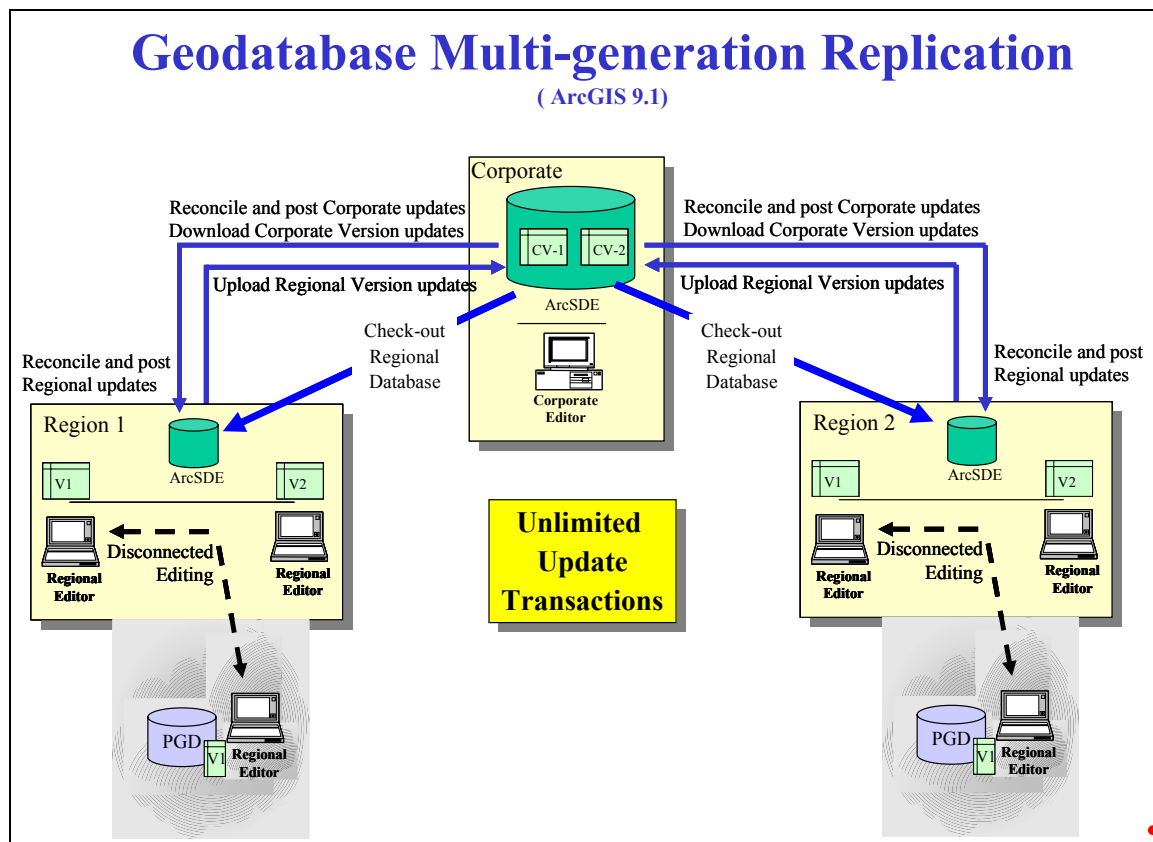 Geodatabase Multi-generation Replication
( ArcGIS 9.1)
Corporate
CV-1
CV-2
ArcSDE
Corporate
Editor
Reconcile and post Corporate updates
Download Corporate Version updates
Upload Regional Version updates
Check-out
Regional
Database
Reconcile and post
Regional updates
Reconcile and post Corporate updates
Download Corporate Version updates
Upload Regional Version updates
Check-out
Regional
Database
Reconcile and post
Regional updates
Region 1
ArcSDE
V1
V2
Disconnected
Editing
Regional
Editor
Regional
Editor
PGD
V1
Regional
Editor
Unlimited
Update
Transactions
Region 2
ArcSDE
V1
V2
Disconnected
Editing
Regional
Editor
Regional
Editor
PGD
V1
Regional
Editor